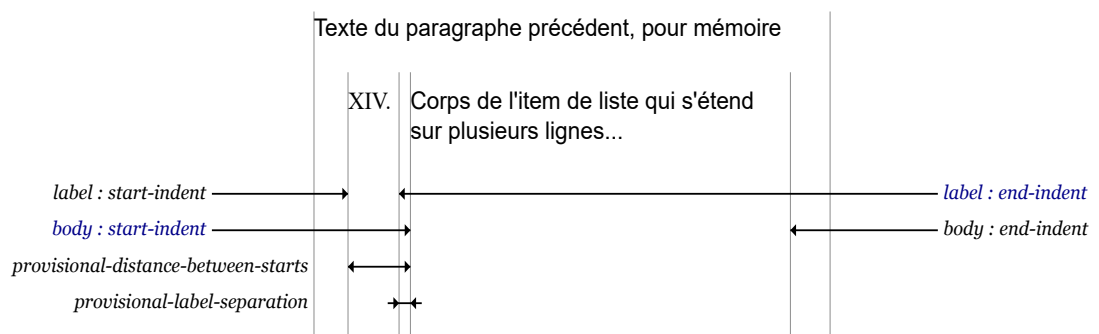 Texte du paragraphe précédent, pour mémoire
XIV. Corps de l'item de liste qui s'étend
sur plusieurs lignes...
label : start-indent label : end-indent
body : start-indent body : end-indent
provisional-distance-between-starts
provisional-label-separation